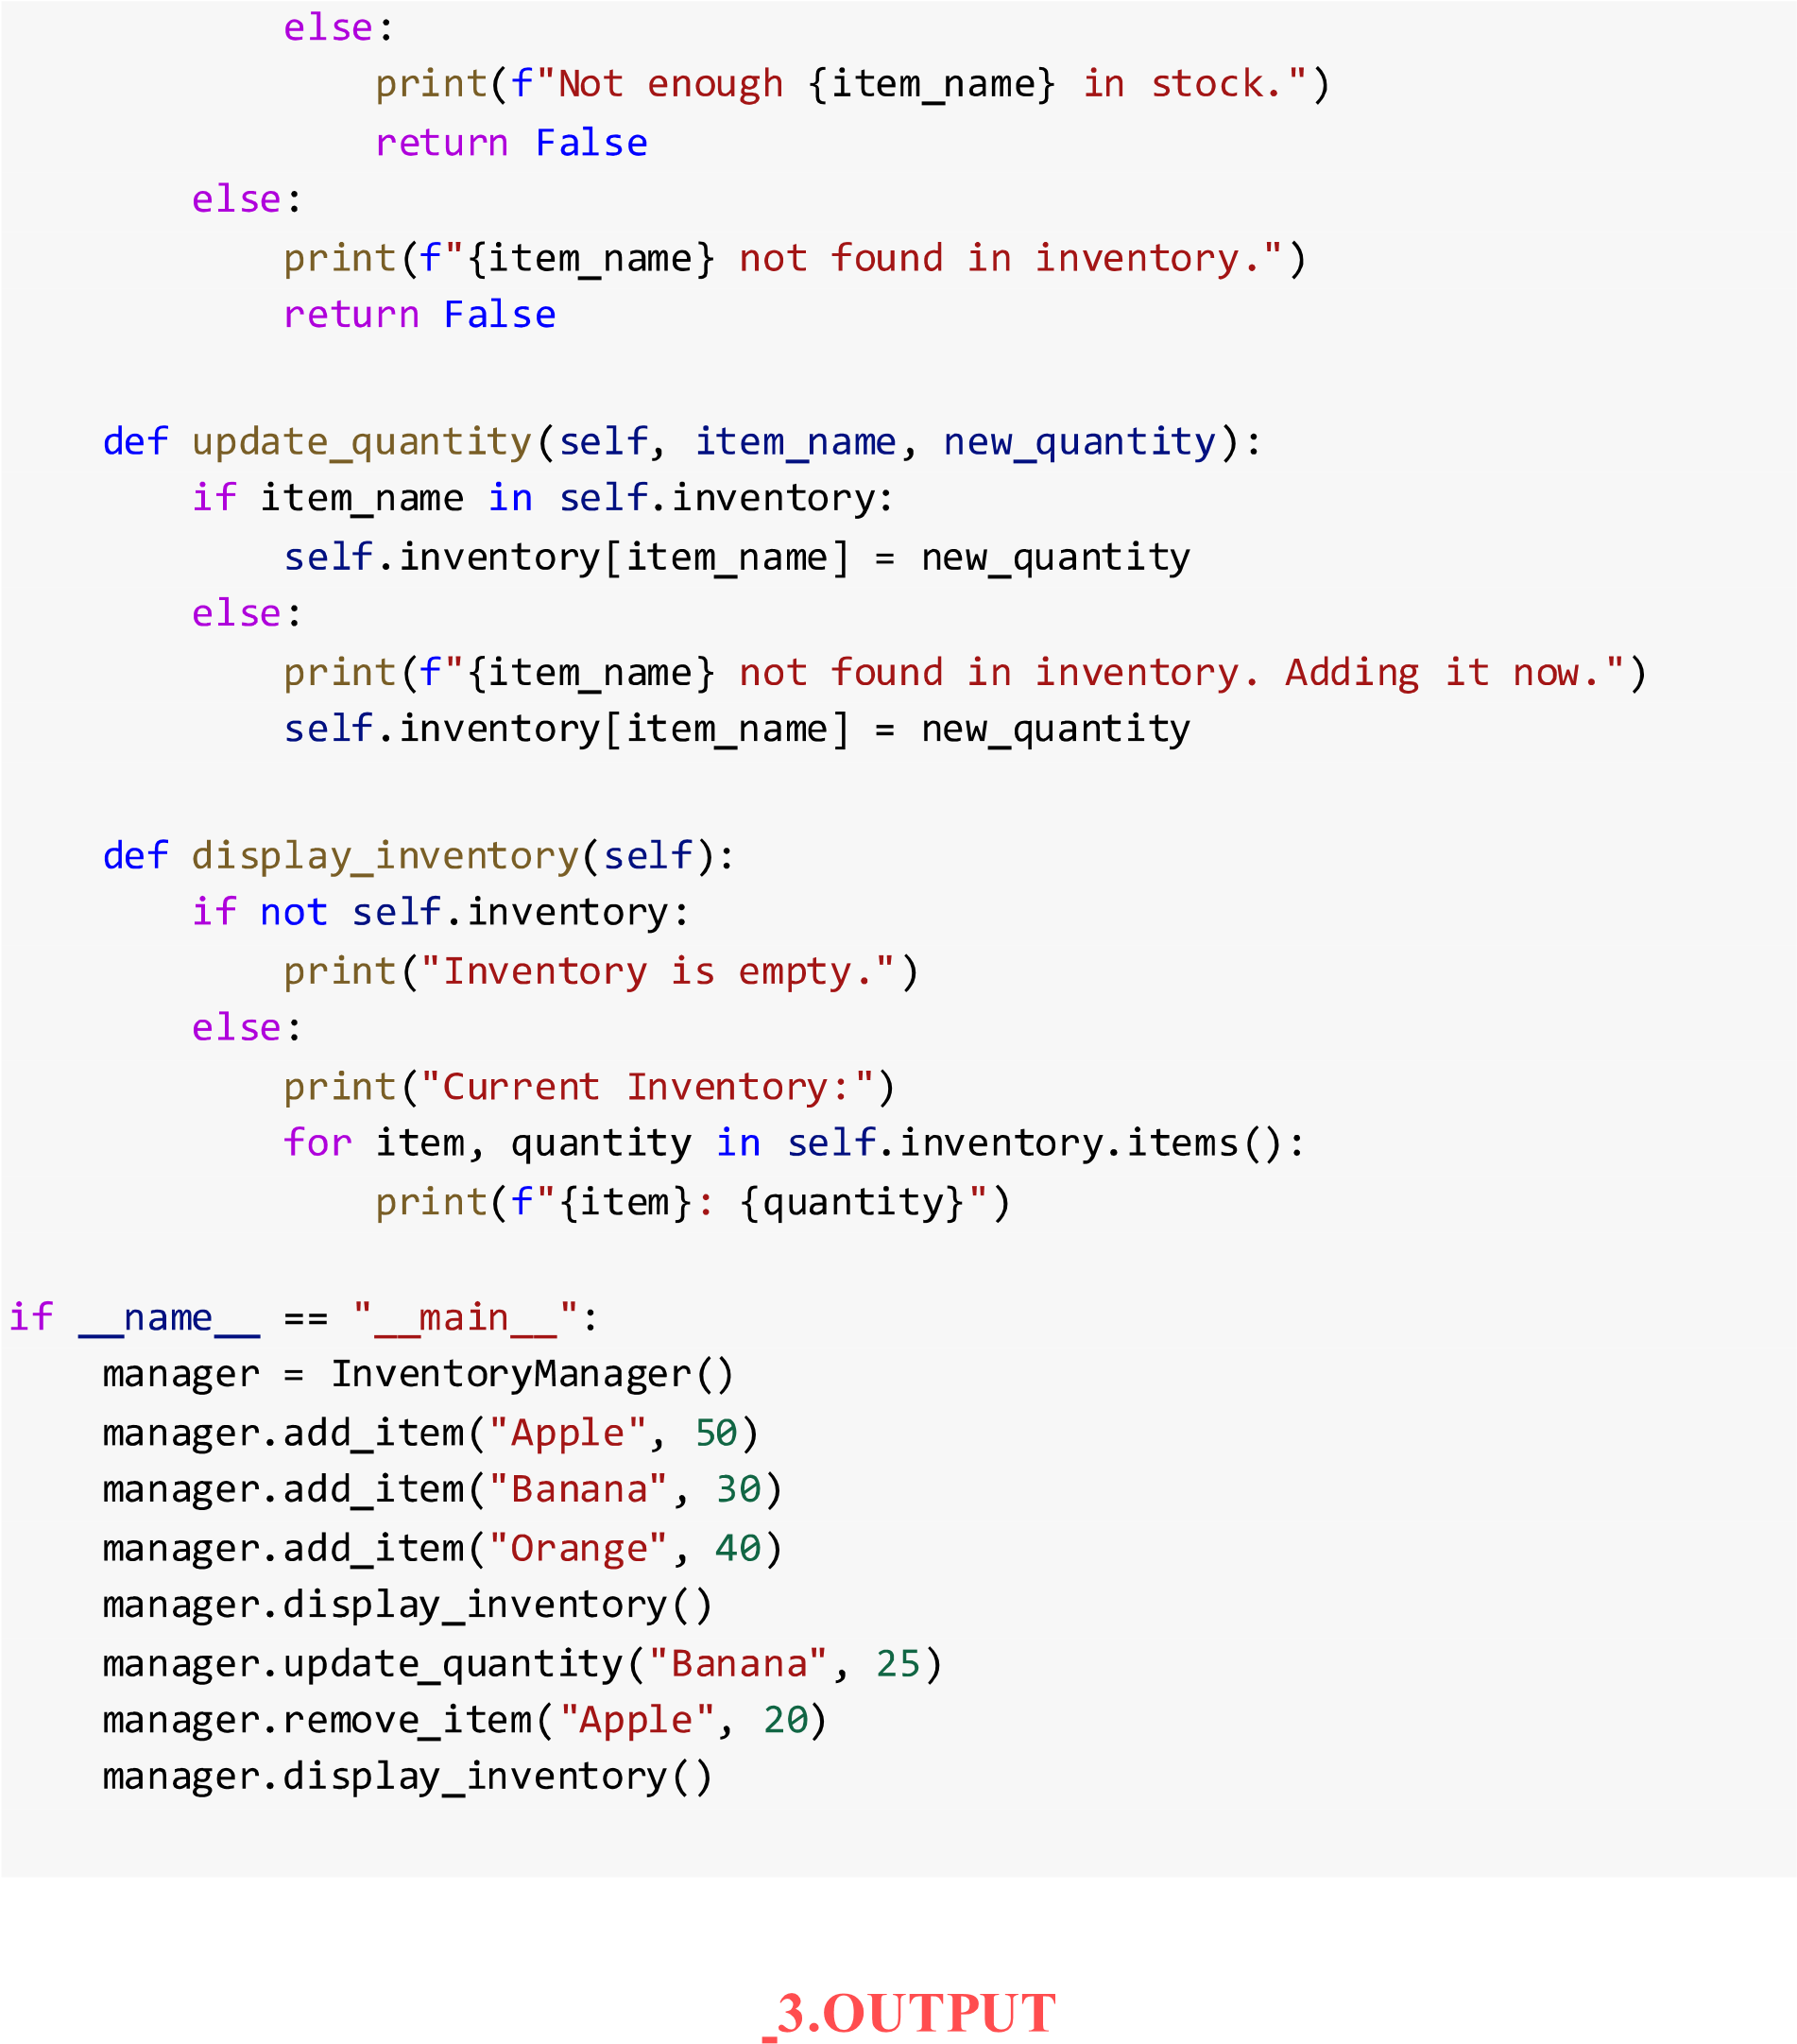 else:
                print(f"Not enough {item_name} in stock.")
                return False
        else:
            print(f"{item_name} not found in inventory.")
            return False

    def update_quantity(self, item_name, new_quantity):
        if item_name in self.inventory:
            self.inventory[item_name] = new_quantity
        else:
            print(f"{item_name} not found in inventory. Adding it now.")
            self.inventory[item_name] = new_quantity

    def display_inventory(self):
        if not self.inventory:
            print("Inventory is empty.")
        else:
            print("Current Inventory:")
            for item, quantity in self.inventory.items():
                print(f"{item}: {quantity}")

if __name__ == "__main__":
    manager = InventoryManager()
    manager.add_item("Apple", 50)
    manager.add_item("Banana", 30)
    manager.add_item("Orange", 40)
    manager.display_inventory()
    manager.update_quantity("Banana", 25)
    manager.remove_item("Apple", 20)
    manager.display_inventory()

_3.OUTPUT